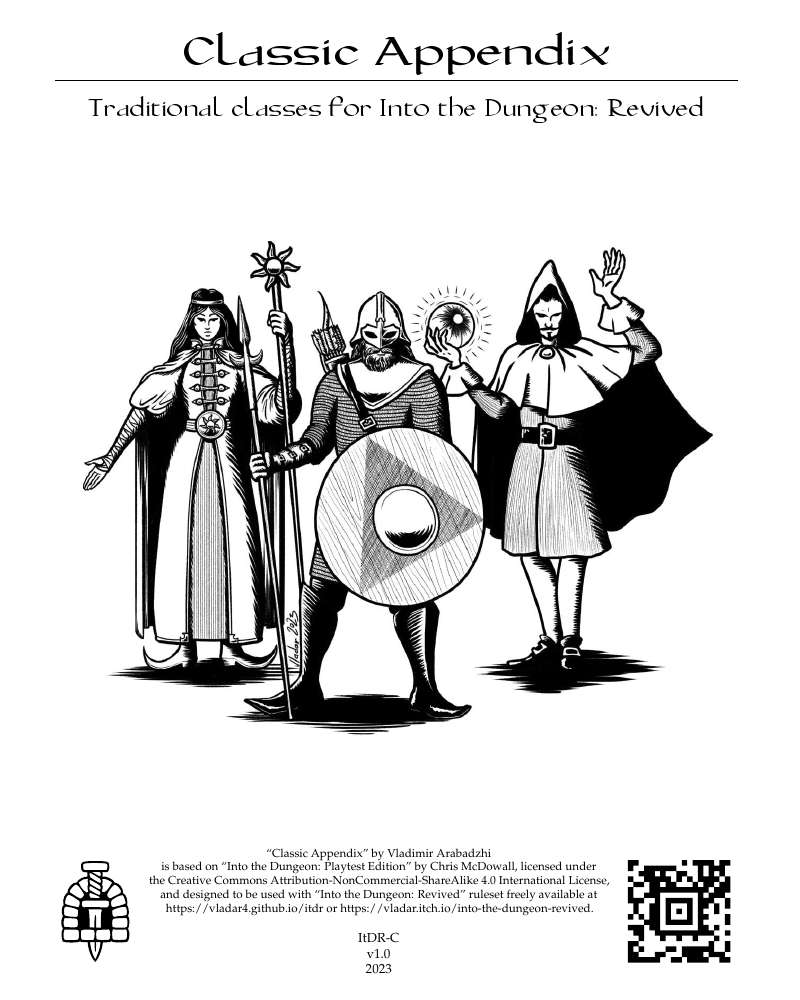 Classic Appendix
Traditional classes for Into the Dungeon: Revived
Vladar 2023
“Classic Appendix” by Vladimir Arabadzhi
is based on “Into the Dungeon: Playtest Edition” by Chris McDowall, licensed under
the Creative Commons Attribution-NonCommercial-ShareAlike 4.0 International License,
and designed to be used with “Into the Dungeon: Revived” ruleset freely available at
https://vladar4.github.io/itdr or https://vladar.itch.io/into-the-dungeon-revived.
ItDR-C
v1.0
2023